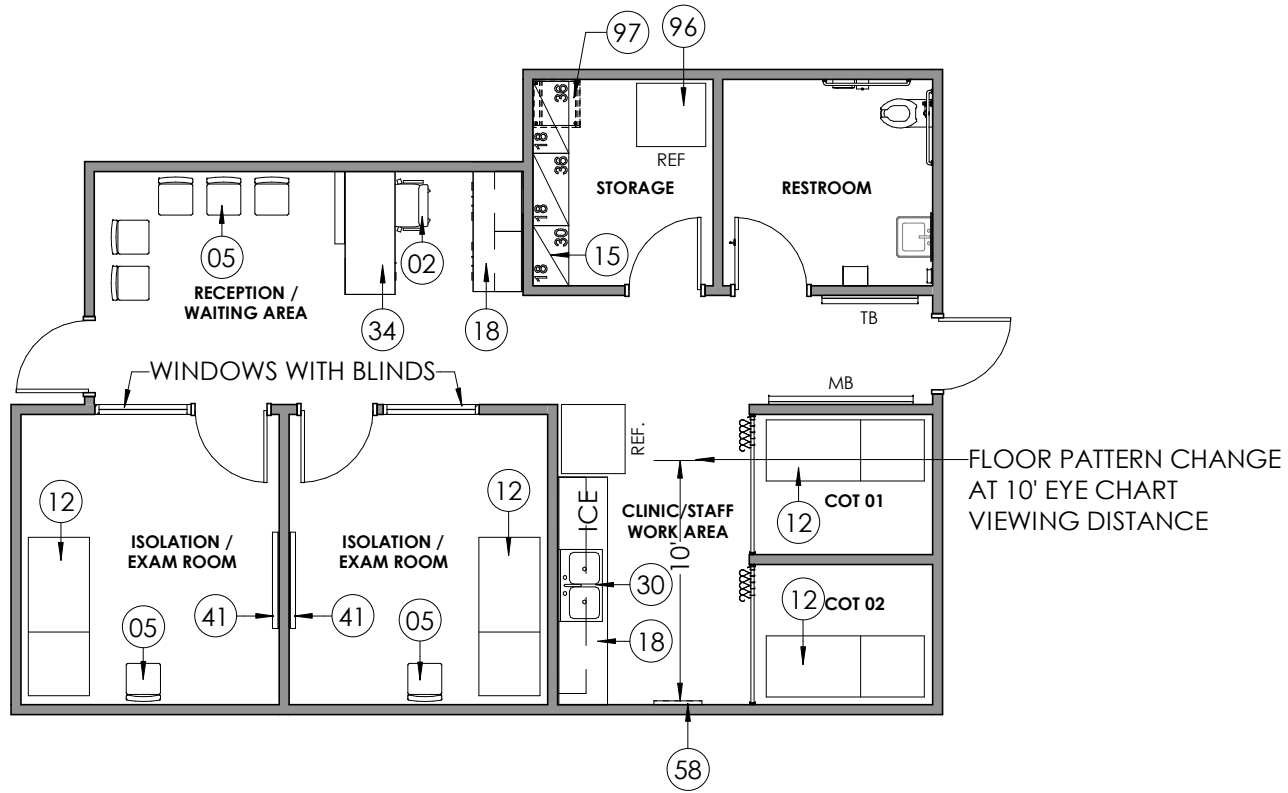 97
96
36
18
REF
36
STORAGE
RESTROOM
18
30
18
15
05
02
RECEPTION /
WAITING AREA
34
18
TB
WINDOWS WITH BLINDS
MB
REF.
FLOOR PATTERN CHANGE
AT 10' EYE CHART
VIEWING DISTANCE
12
12
ICE
CLINIC/STAFF
WORK AREA
COT 01
12
ISOLATION /
EXAM ROOM
ISOLATION /
EXAM ROOM
10'
30
12
COT 02
41
41
05
05
18
58